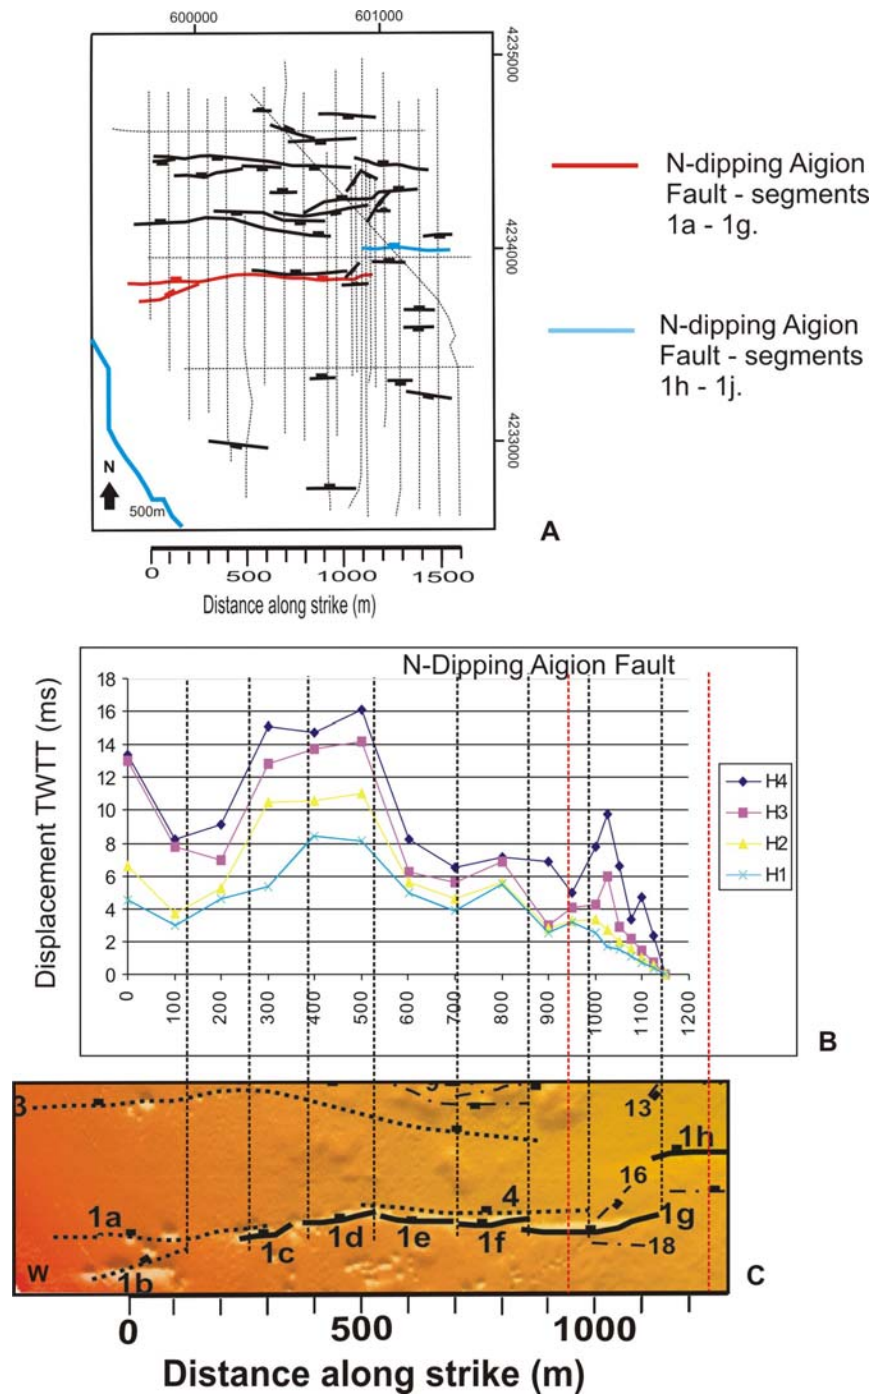 600000 601000
4235000
4234000
4233000
N-dipping Aigion
Fault - segments
1a - 1g.
N-dipping Aigion
Fault - segments
1h - 1j.
N
500m
A
0 500 1000 1500
Distance along strike (m)
N-Dipping Aigion Fault
Displacement TWTT (ms)
18
16
14
12
10
8
6
4
2
0
0 100 200 300 400 500 600 700 800 900 1000 1100 1200
H4
H3
H2
H1
B
3
13
1h
16
4
1a
1g
1c 1d 1e 1f
18
1b
W
C
0 500 1000
Distance along strike (m)